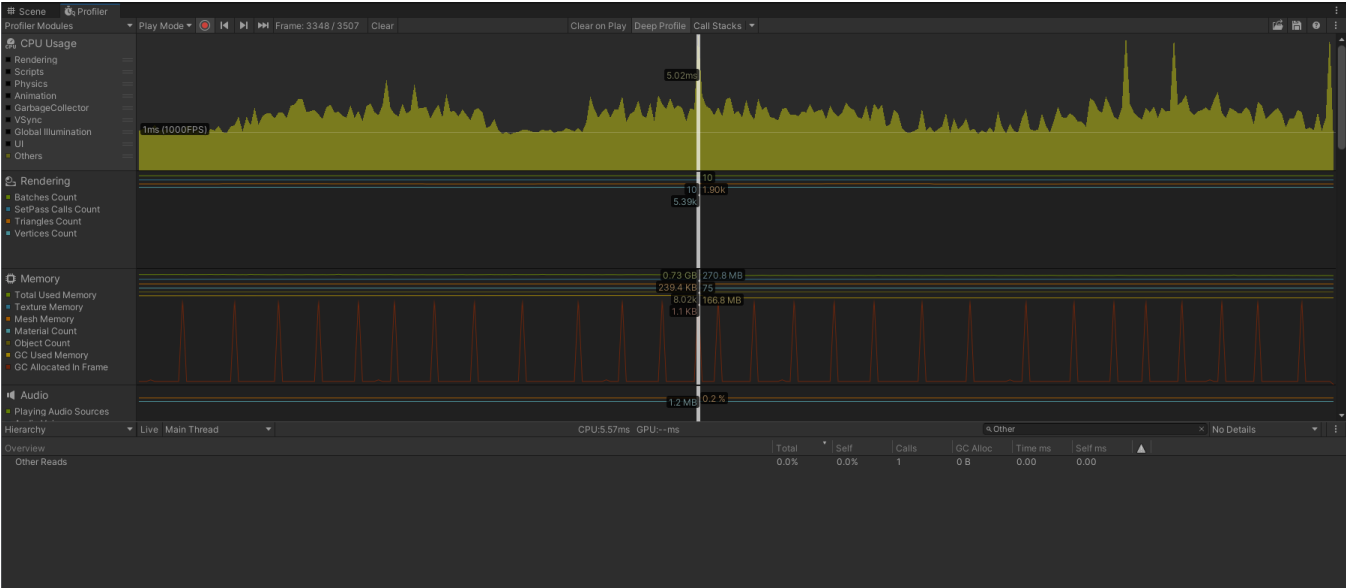 Scene Profiler
Profiler Modules Play Mode Frame: 3348 / 3507 Clear Clear on Play Deep Profile Call Stacks
CPU Usage
Rendering
Scripts
Physics
Animation
GarbageCollector
VSync
Global Illumination
UI
Others
5.02ms
1ms (1000FPS)
Rendering
Batches Count
SetPass Calls Count
Triangles Count
Vertices Count
10
10 1.90k
5.39k
Memory
Total Used Memory
Texture Memory
Mesh Memory
Material Count
Object Count
GC Used Memory
GC Allocated In Frame
0.73 GB 270.8 MB
239.4 KB 75
8.02k 166.8 MB
1.1 KB
Audio
Playing Audio Sources
1.2 MB 0.2 %
Hierarchy Live Main Thread CPU:5.57ms GPU:--ms Other No Details
Overview Total Self Calls GC Alloc Time ms Self ms
Other Reads 0.0% 0.0% 1 0 B 0.00 0.00